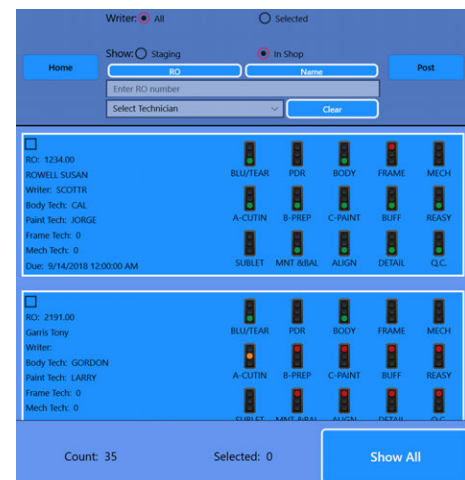 Writer: All Selected
Show: Staging In Shop
Home Post
RO Name
Enter RO number
Select Technician Clear
RO: 1234.00
ROWELL SUSAN BLU/TEAR PDR BODY FRAME MECH
Writer: SCOTTR
Body Tech: CAL
Paint Tech: JORGE A-CUTIN B-PREP C-PAINT BUFF REASY
Frame Tech: 0
Mech Tech: 0
Due: 9/14/2018 12:00:00 AM SUBLET MNT &BAL ALIGN DETAIL Q.C.
RO: 2191.00
Garris Tony BLU/TEAR PDR BODY FRAME MECH
Writer:
Body Tech: GORDON
Paint Tech: LARRY A-CUTIN B-PREP C-PAINT BUFF REASY
Frame Tech: 0
Mech Tech: 0
SUBLET MNT &BAL ALIGN DETAIL Q.C.
Count: 35 Selected: 0 Show All